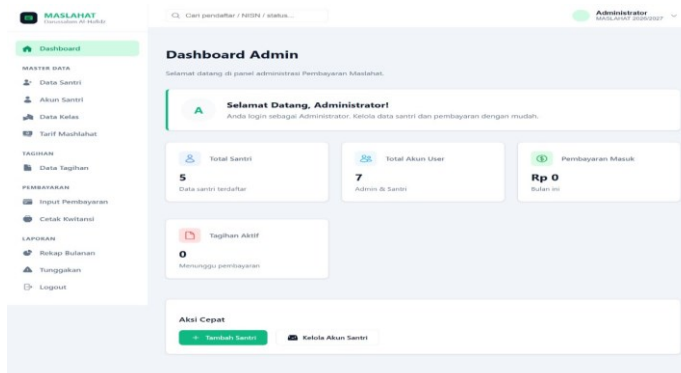 MASLAHAT
Darussalam Al-Hafidz
Cari pendaftar / NISN / status...
Administrator
MASLAHAT 2026/2027
Dashboard
MASTER DATA
Data Santri
Akun Santri
Data Kelas
Tarif Mashlahat
TAGIHAN
Data Tagihan
PEMBAYARAN
Input Pembayaran
Cetak Kwitansi
LAPORAN
Rekap Bulanan
Tunggakan
Logout
Dashboard Admin
Selamat datang di panel administrasi Pembayaran Maslahat.
A
Selamat Datang, Administrator!
Anda login sebagai Administrator. Kelola data santri dan pembayaran dengan mudah.
Total Santri
5
Data santri terdaftar
Total Akun User
7
Admin & Santri
Pembayaran Masuk
Rp 0
Bulan ini
Tagihan Aktif
0
Menunggu pembayaran
Aksi Cepat
+ Tambah Santri
Kelola Akun Santri